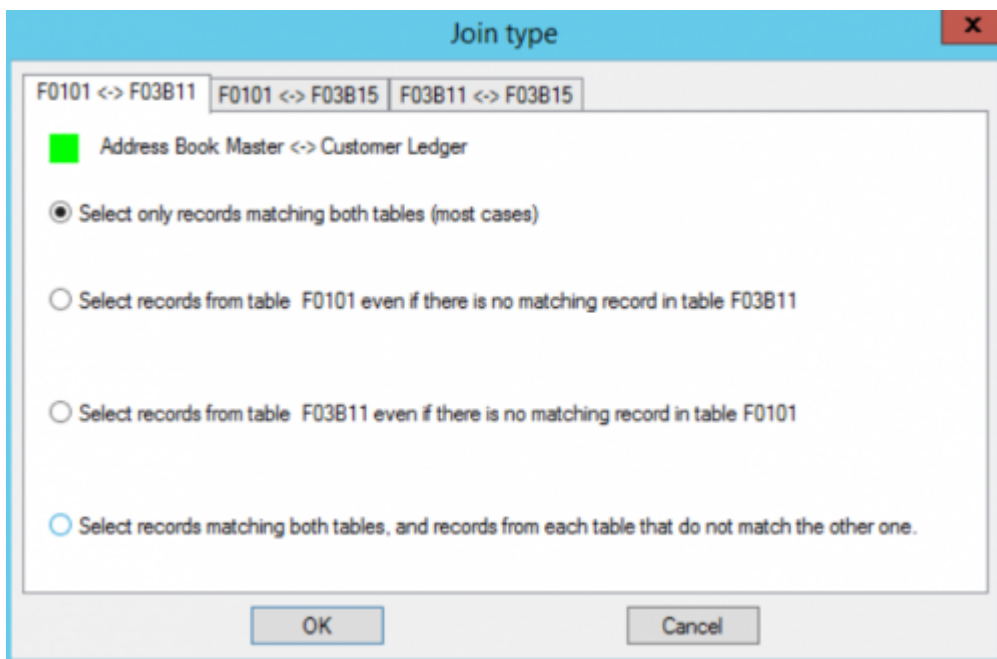 Join type
x
F0101 <-> F03B11
F0101 <-> F03B15
F03B11 <-> F03B15
Address Book Master <-> Customer Ledger
Select only records matching both tables (most cases)
Select records from table F0101 even if there is no matching record in table F03B11
Select records from table F03B11 even if there is no matching record in table F0101
Select records matching both tables, and records from each table that do not match the other one.
OK
Cancel